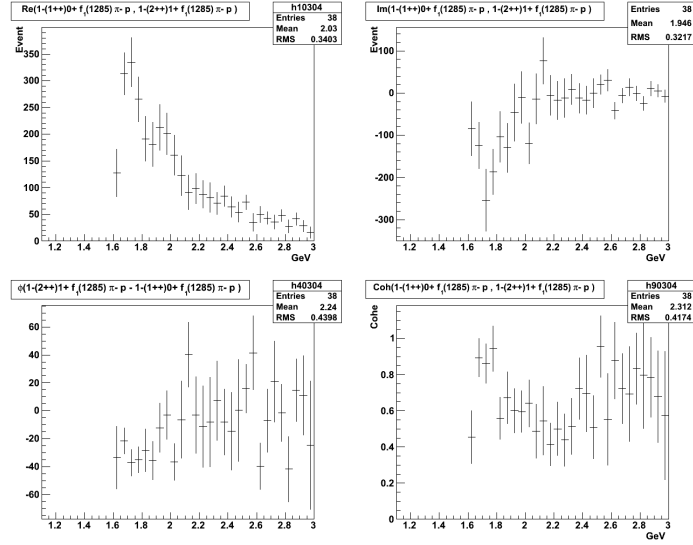 Re(1-(1++)0+ f1(1285) π- p , 1-(2++)1+ f1(1285) π- p )
h10304
Entries 38
Mean 2.03
RMS 0.3403
Event
350
300
250
200
150
100
50
0
1.2 1.4 1.6 1.8 2 2.2 2.4 2.6 2.8 3
GeV
Im(1-(1++)0+ f1(1285) π- p , 1-(2++)1+ f1(1285) π- p )
Entries 38
Mean 1.946
RMS 0.3217
Event
100
0
-100
-200
-300
1.2 1.4 1.6 1.8 2 2.2 2.4 2.6 2.8 3
GeV
ϕ(1-(2++)1+ f1(1285) π- p - 1-(1++)0+ f1(1285) π- p )
h40304
Entries 38
Mean 2.24
RMS 0.4398
60
40
20
0
-20
-40
-60
1.2 1.4 1.6 1.8 2 2.2 2.4 2.6 2.8 3
GeV
Coh(1-(1++)0+ f1(1285) π- p , 1-(2++)1+ f1(1285) π- p )
h90304
Entries 38
Mean 2.312
RMS 0.4174
Cohe
1
0.8
0.6
0.4
0.2
0
1.2 1.4 1.6 1.8 2 2.2 2.4 2.6 2.8 3
GeV